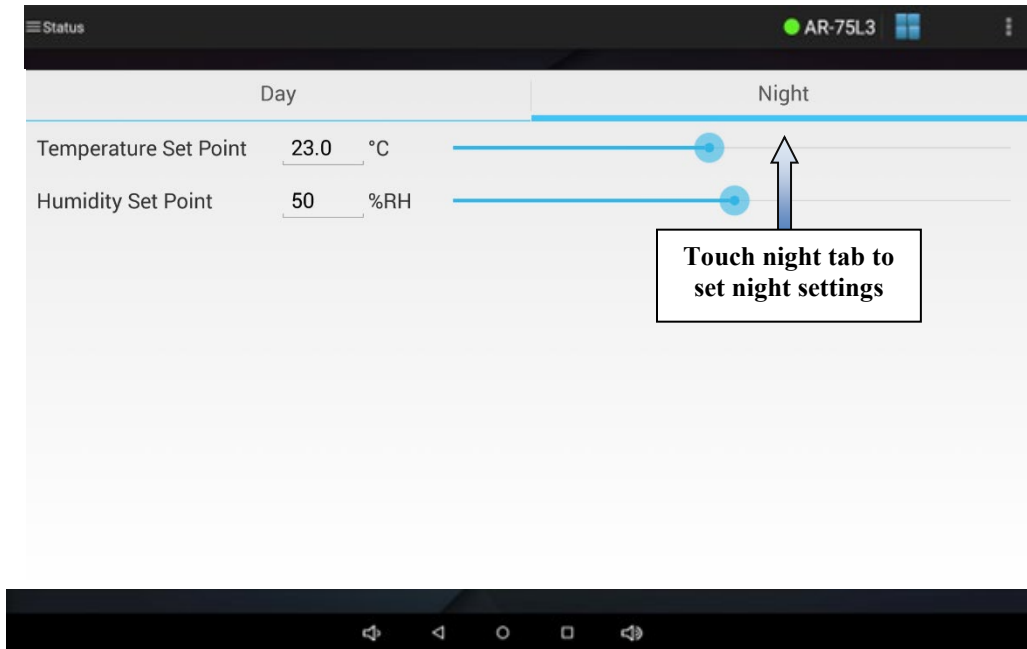 Status
AR-75L3
Day Night
Temperature Set Point 23.0 °C
Humidity Set Point 50 %RH
Touch night tab to
set night settings